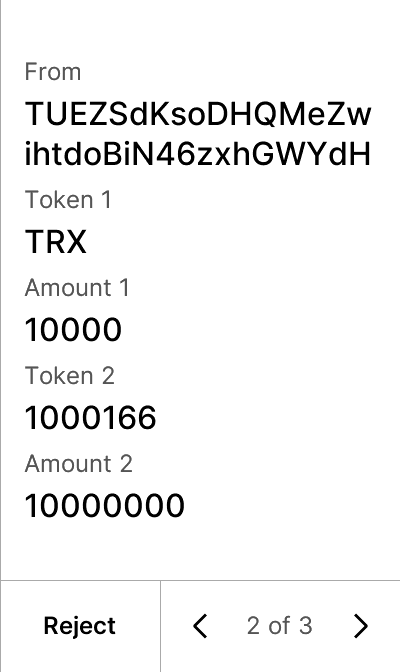 From
TUEZSdKsoDHQMeZw
ihtdoBiN46zxhGWYdH
Token 1
TRX
Amount 1
10000
Token 2
1000166
Amount 2
10000000
Reject
2 of 3